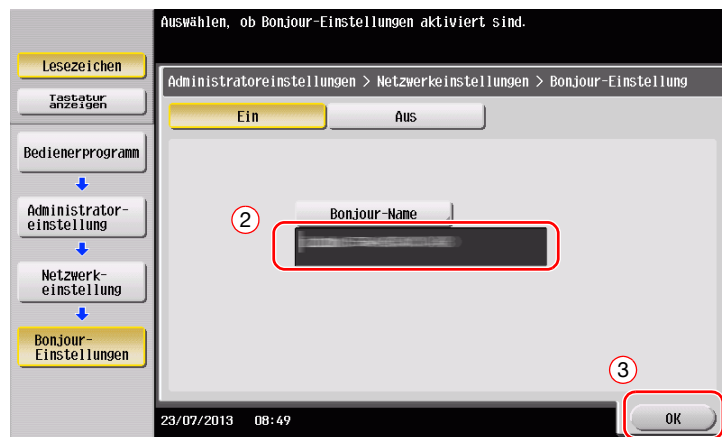 Auswählen, ob Bonjour-Einstellungen aktiviert sind.
Lesezeichen
Tastatur
anzeigen
Administratoreinstellungen > Netzwerkeinstellungen > Bonjour-Einstellung
Ein
Aus
Bedienerprogramm
Administrator-
einstellung
Netzwerk-
einstellung
Bonjour-
Einstellungen
2
Bonjour-Name
3
23/07/2013 08:49
OK